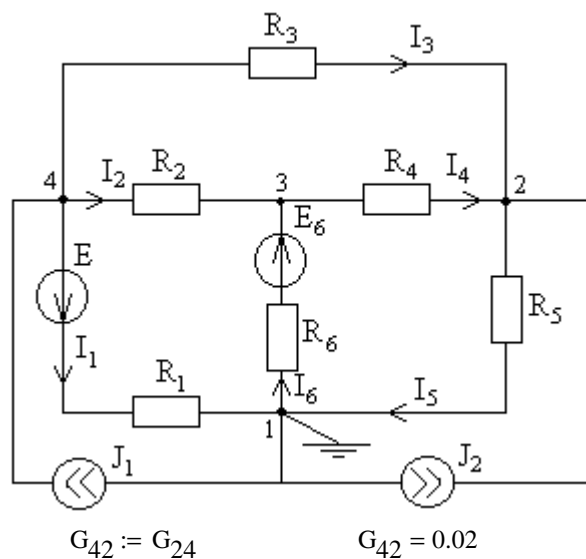 R3 I3
4 I2 R2 3 R4 I4 2
E E6
R5
I1 R1 R6 I6 I5
1
J1 J2
G42 := G24 G42 = 0.02